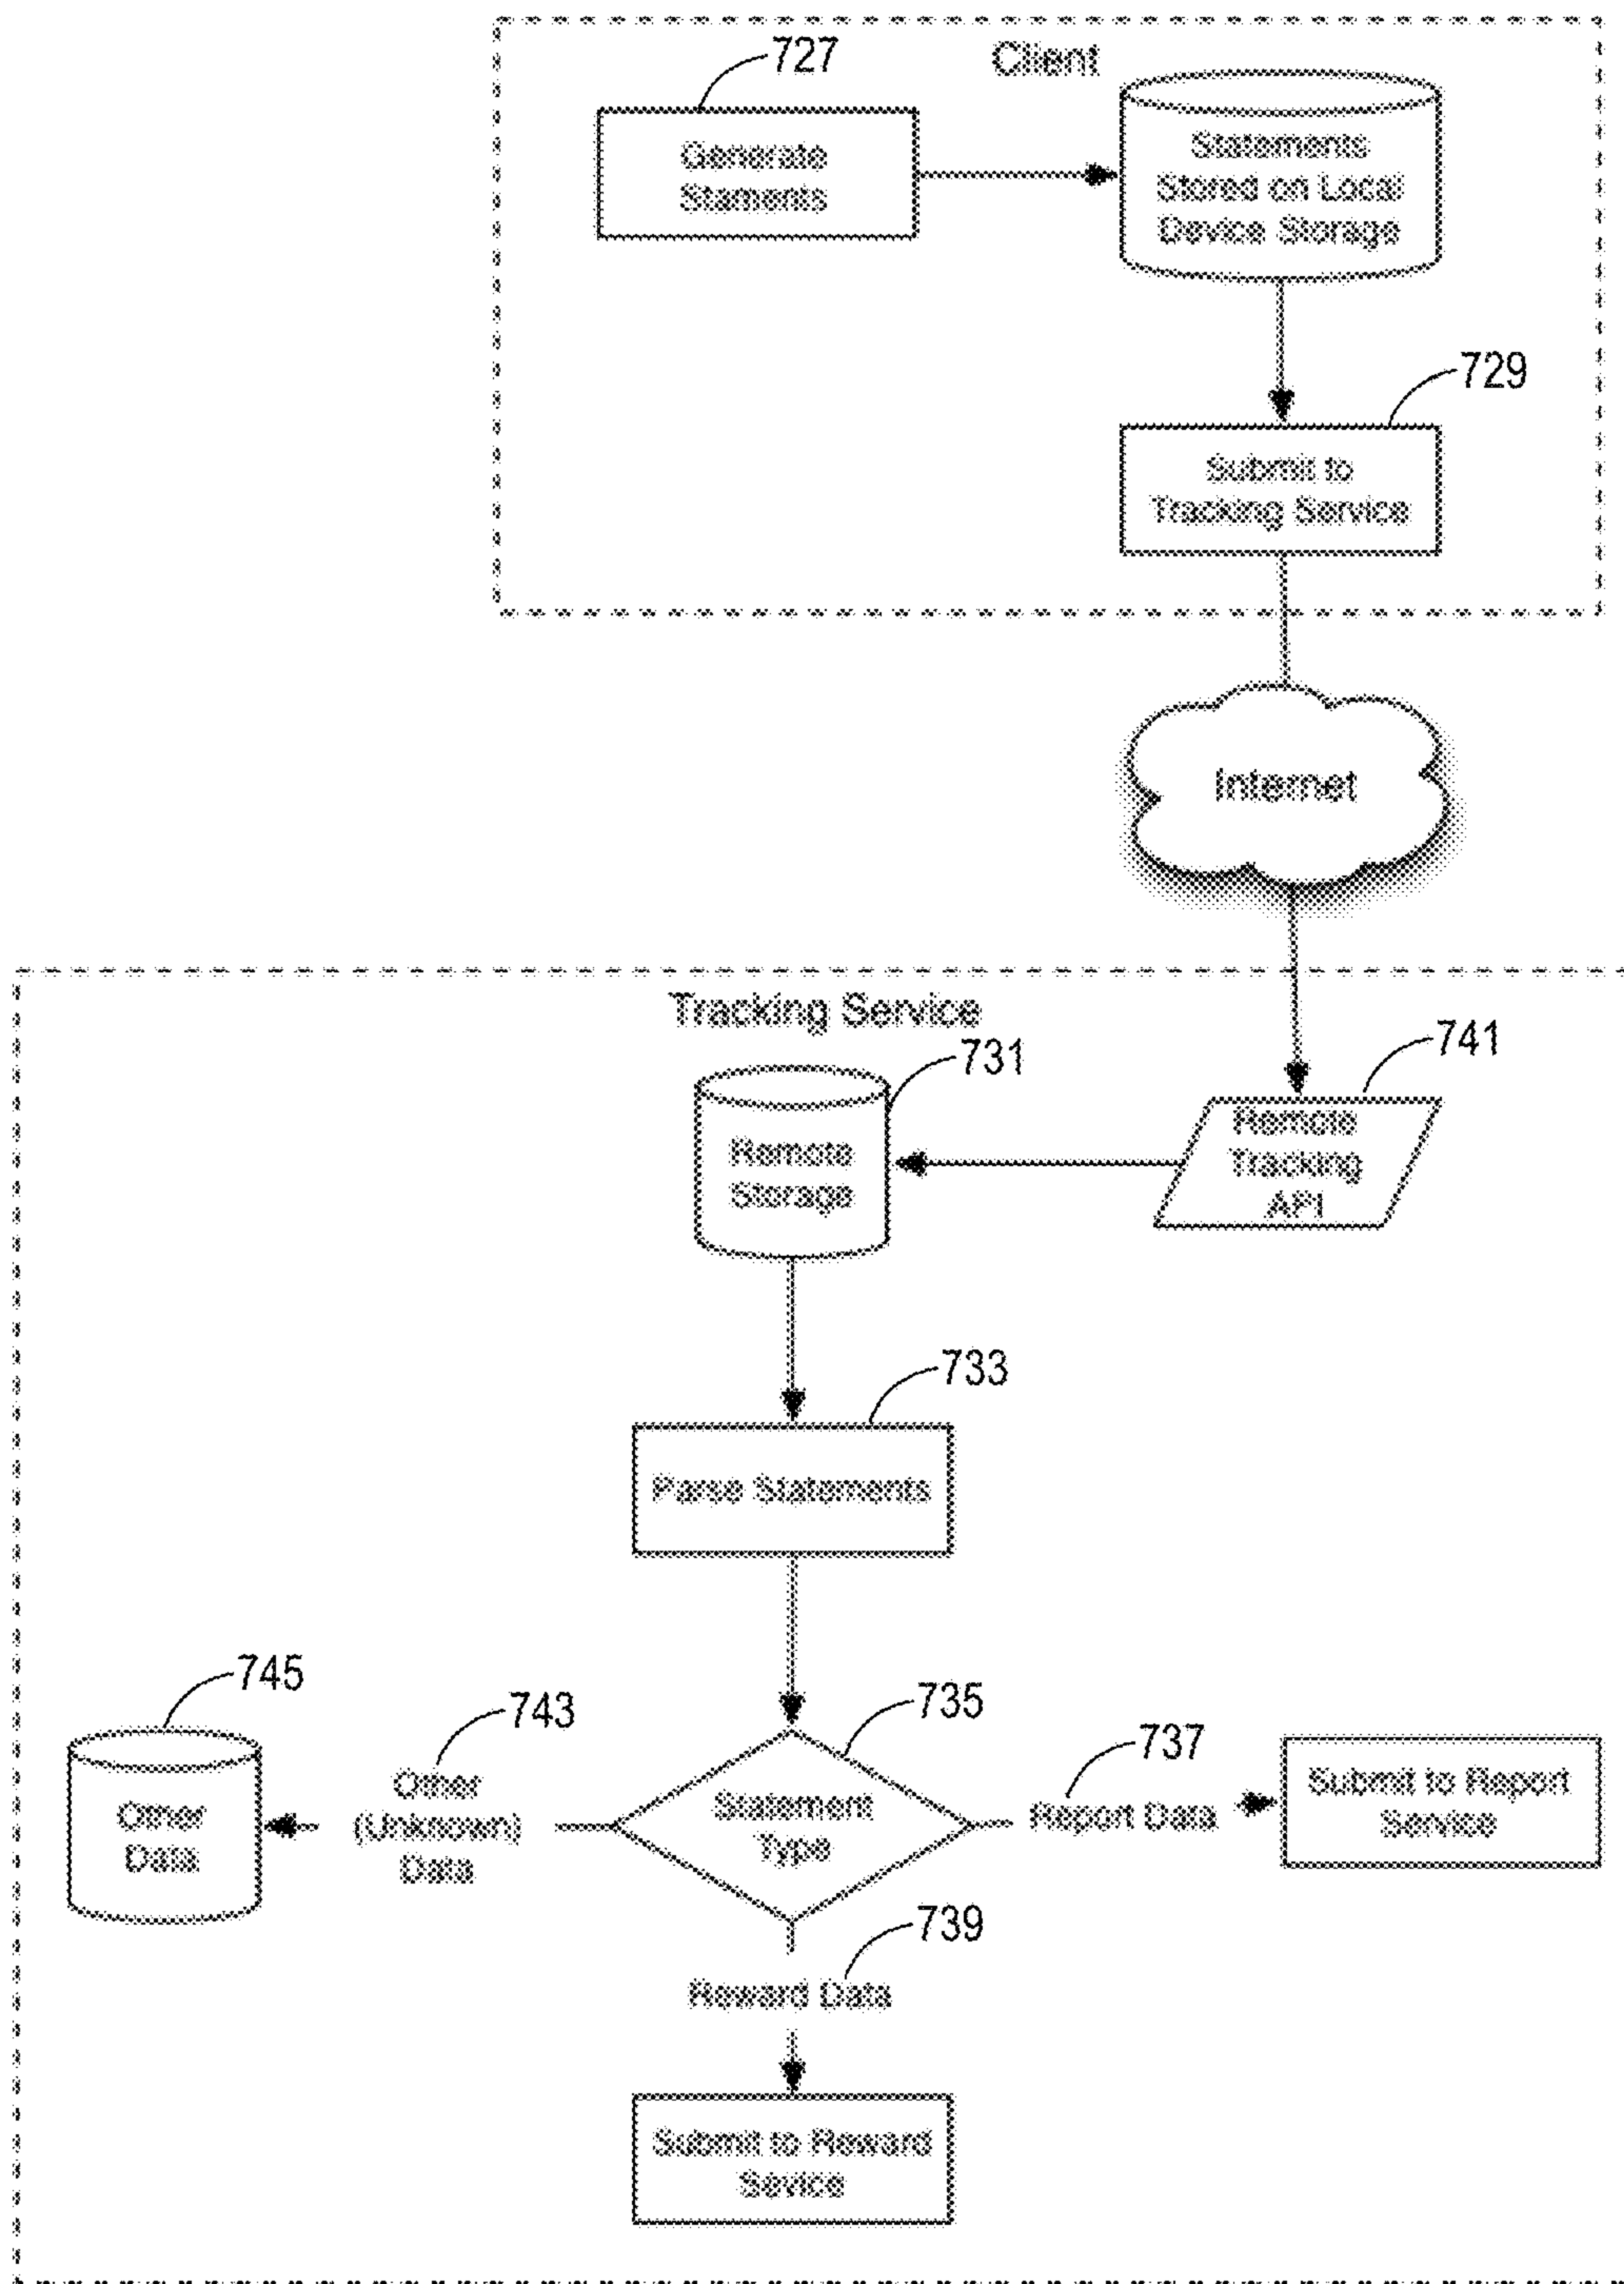 727
Client
Generate
Staments
Statements
Stored on Local
Device Storage
729
Submit to
Tracking Service
Internet
Tracking Service
731
741
Remote
Storage
Remote
Tracking
API
733
Parse Statements
745
743
735
737
Other
Data
Other
(Unknown)
Data
Statement
Type
Report Data
Submit to Report
Service
739
Reward Data
Submit to Reward
Sevice